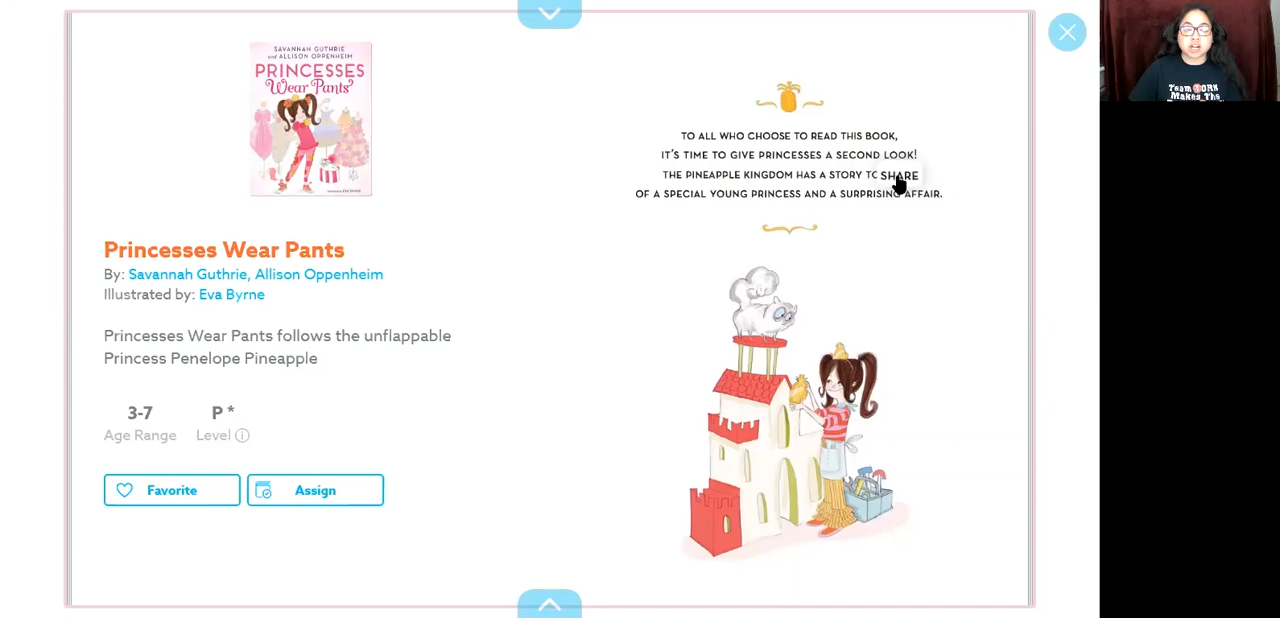 SAVANNAH GUTHRIE
and ALLISON OPPENHEIM
PRINCESSES
Wear Pants
Princesses Wear Pants
By: Savannah Guthrie, Allison Oppenheim
Illustrated by: Eva Byrne
Princesses Wear Pants follows the unflappable
Princess Penelope Pineapple
3-7
P *
Age Range
Level
Favorite
Assign
TO ALL WHO CHOOSE TO READ THIS BOOK,
IT'S TIME TO GIVE PRINCESSES A SECOND LOOK!
THE PINEAPPLE KINGDOM HAS A STORY TO SHARE
OF A SPECIAL YOUNG PRINCESS AND A SURPRISING AFFAIR.
Team
Makes The